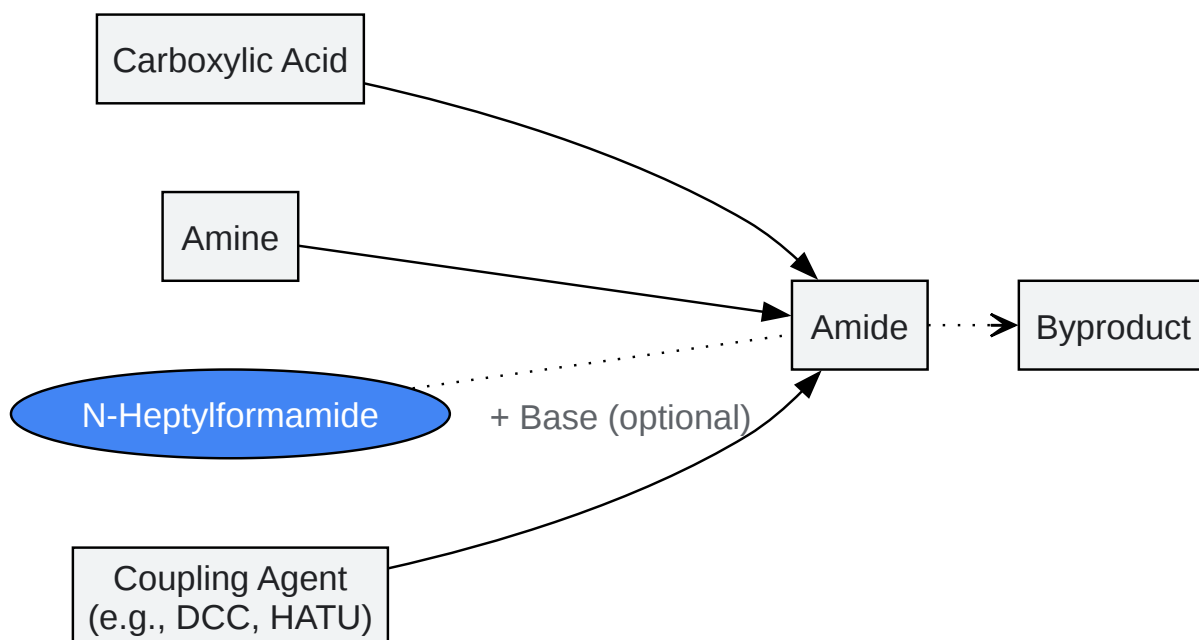 Carboxylic Acid
Amine
Amide
Byproduct
N-Heptylformamide
+ Base (optional)
Coupling Agent
(e.g., DCC, HATU)